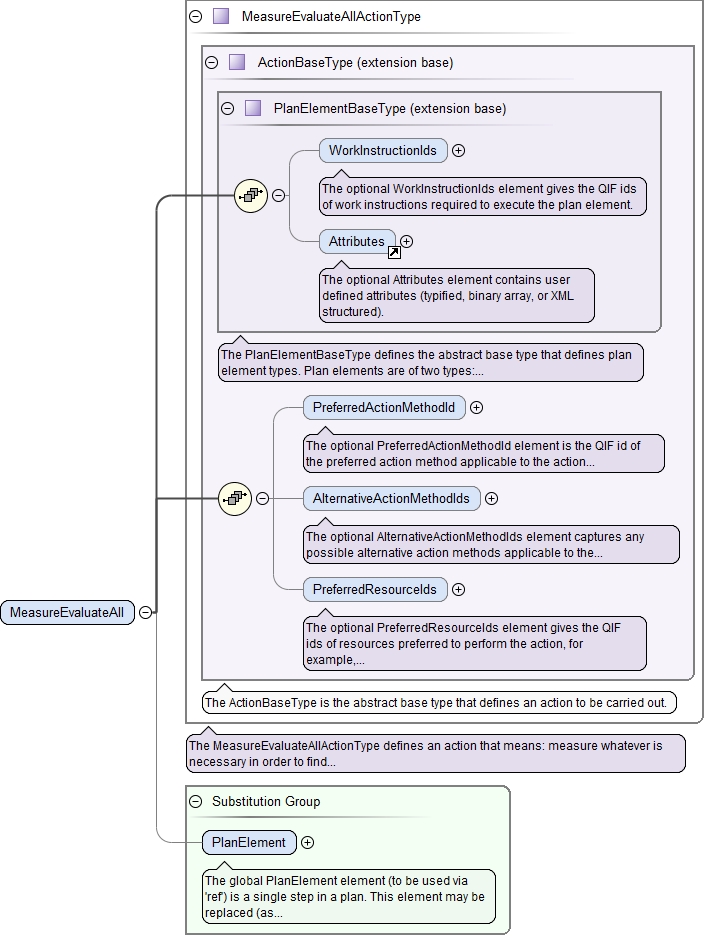 MeasureEvaluateAllActionType
ActionBaseType (extension base)
PlanElementBaseType (extension base)
WorkInstructionIds
The optional WorkInstructionIds element gives the QIF ids
of work instructions required to execute the plan element.
Attributes
The optional Attributes element contains user
defined attributes (typified, binary array, or XML
structured).
The PlanElementBaseType defines the abstract base type that defines plan
element types. Plan elements are of two types:...
PreferredActionMethodId
The optional PreferredActionMethodId element is the QIF id of
the preferred action method applicable to the action...
AlternativeActionMethodIds
The optional AlternativeActionMethodIds element captures any
possible alternative action methods applicable to the...
PreferredResourceIds
The optional PreferredResourceIds element gives the QIF
ids of resources preferred to perform the action, for
example,...
MeasureEvaluateAll
The ActionBaseType is the abstract base type that defines an action to be carried out.
The MeasureEvaluateAllActionType defines an action that means: measure whatever is
necessary in order to find...
Substitution Group
PlanElement
The global PlanElement element (to be used via
'ref') is a single step in a plan. This element may be
replaced (as...